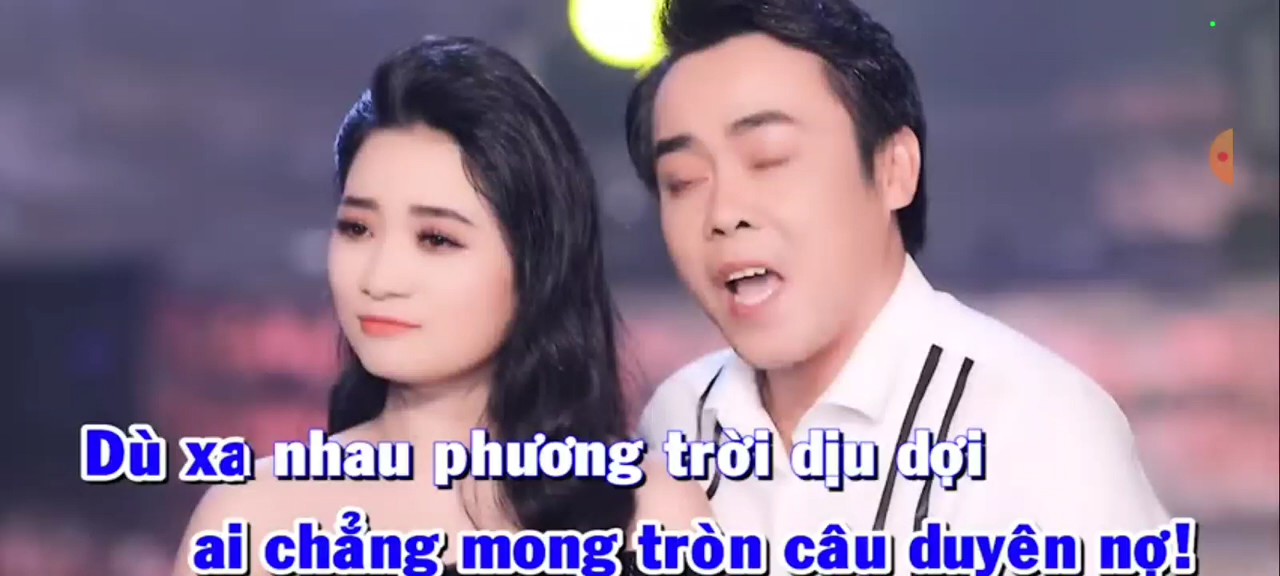 Dù xa nhau phương trời dịu dợi
ai chẳng mong tròn câu duyên nợ!